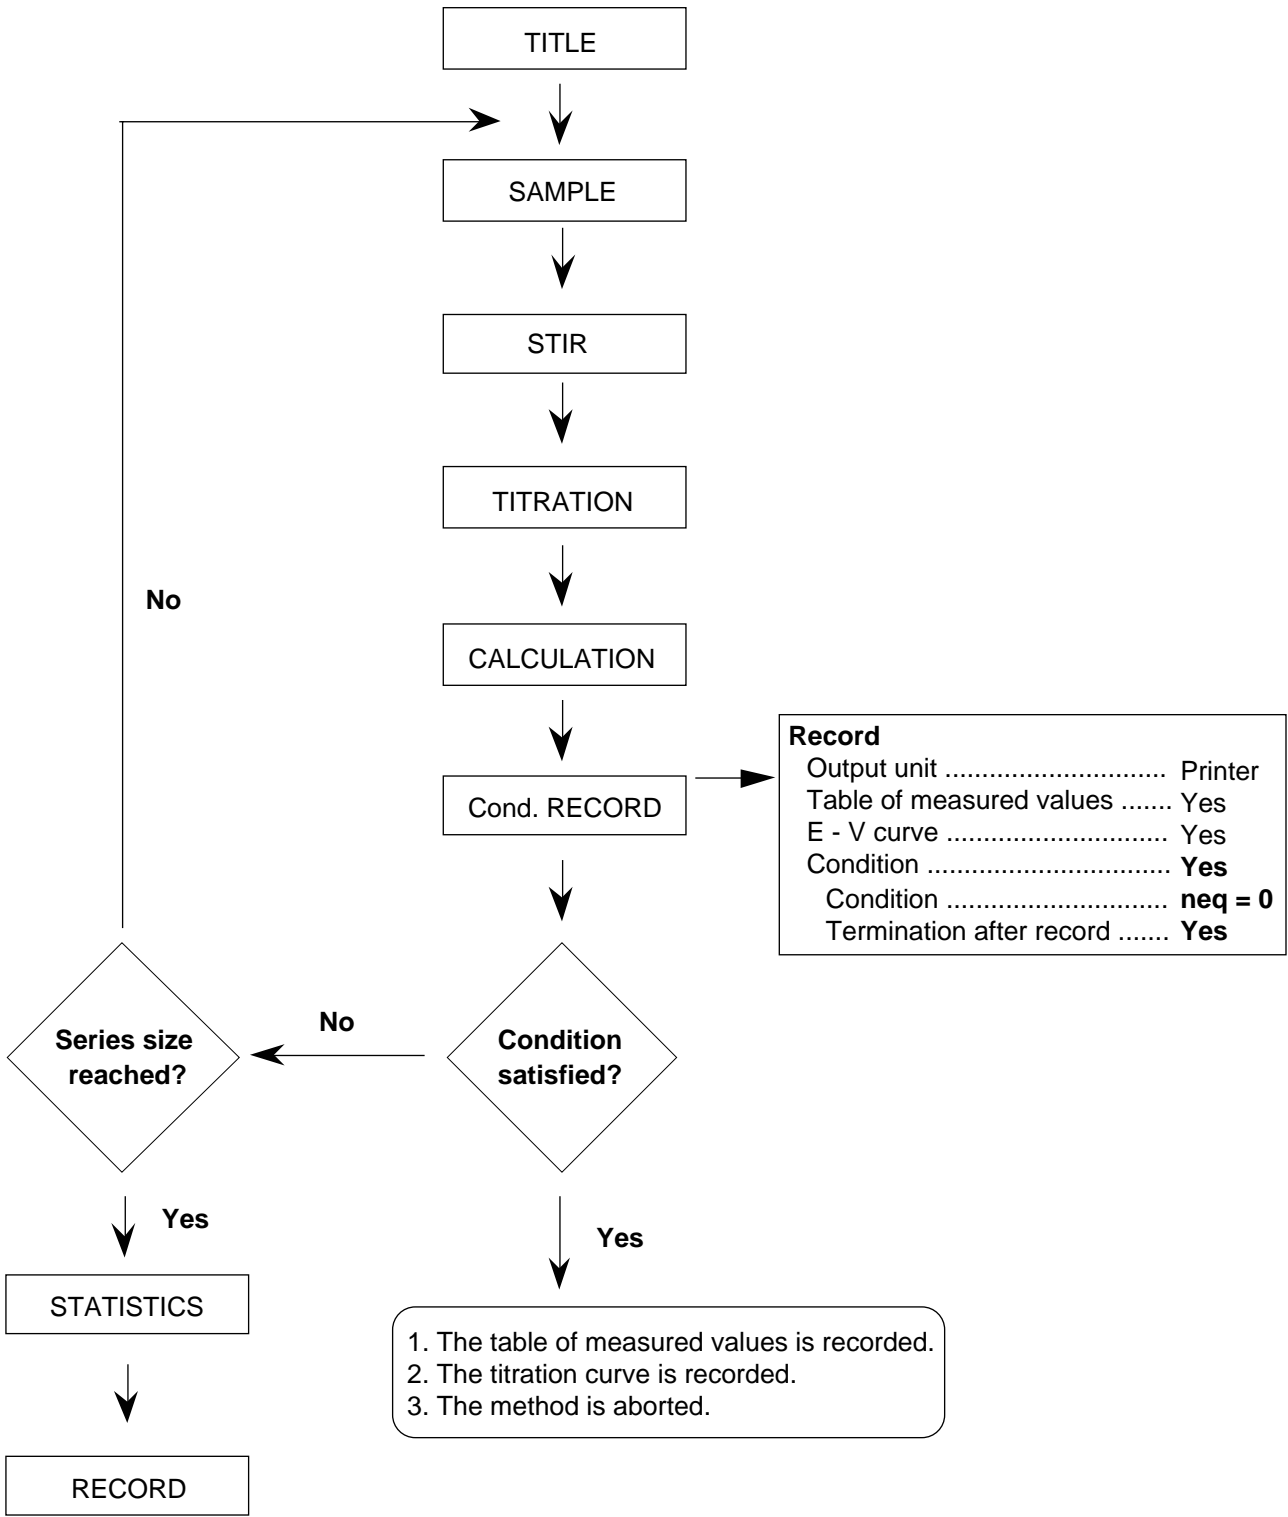 TITLE
SAMPLE
STIR
TITRATION
No
CALCULATION
Cond. RECORD
Record
Output unit .............................. Printer
Table of measured values ....... Yes
E - V curve .............................. Yes
Condition ................................. Yes
Condition .............................. neq = 0
Termination after record ....... Yes
Series size
reached?
No
Condition
satisfied?
Yes
Yes
STATISTICS
1. The table of measured values is recorded.
2. The titration curve is recorded.
3. The method is aborted.
RECORD